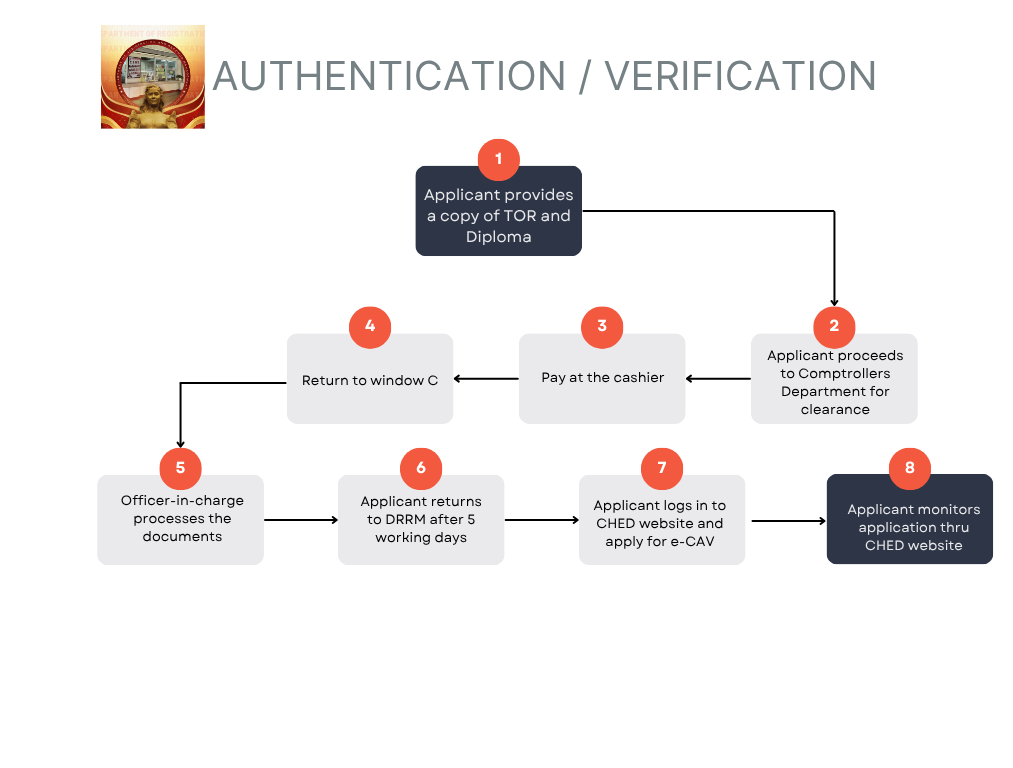 AUTHENTICATION / VERIFICATION
1
Applicant provides
a copy of TOR and
Diploma
2
Applicant proceeds
to Comptrollers
Department for
clearance
3
Pay at the cashier
4
Return to window C
5
Officer-in-charge
processes the
documents
6
Applicant returns
to DRRM after 5
working days
7
Applicant logs in to
CHED website and
apply for e-CAV
8
Applicant monitors
application thru
CHED website